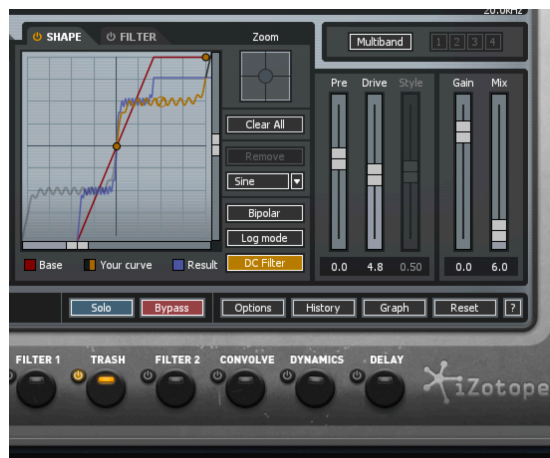 20.0kHz
SHAPE FILTER Zoom
Multiband 1 2 3 4
Pre Drive Style Gain Mix
Clear All
Remove
Sine
Bipolar
Log mode
DC Filter
Base Your curve Result
0.0 4.8 0.50 0.0 6.0
Solo Bypass Options History Graph Reset ?
FILTER 1 TRASH FILTER 2 CONVOLVE DYNAMICS DELAY
iZotope